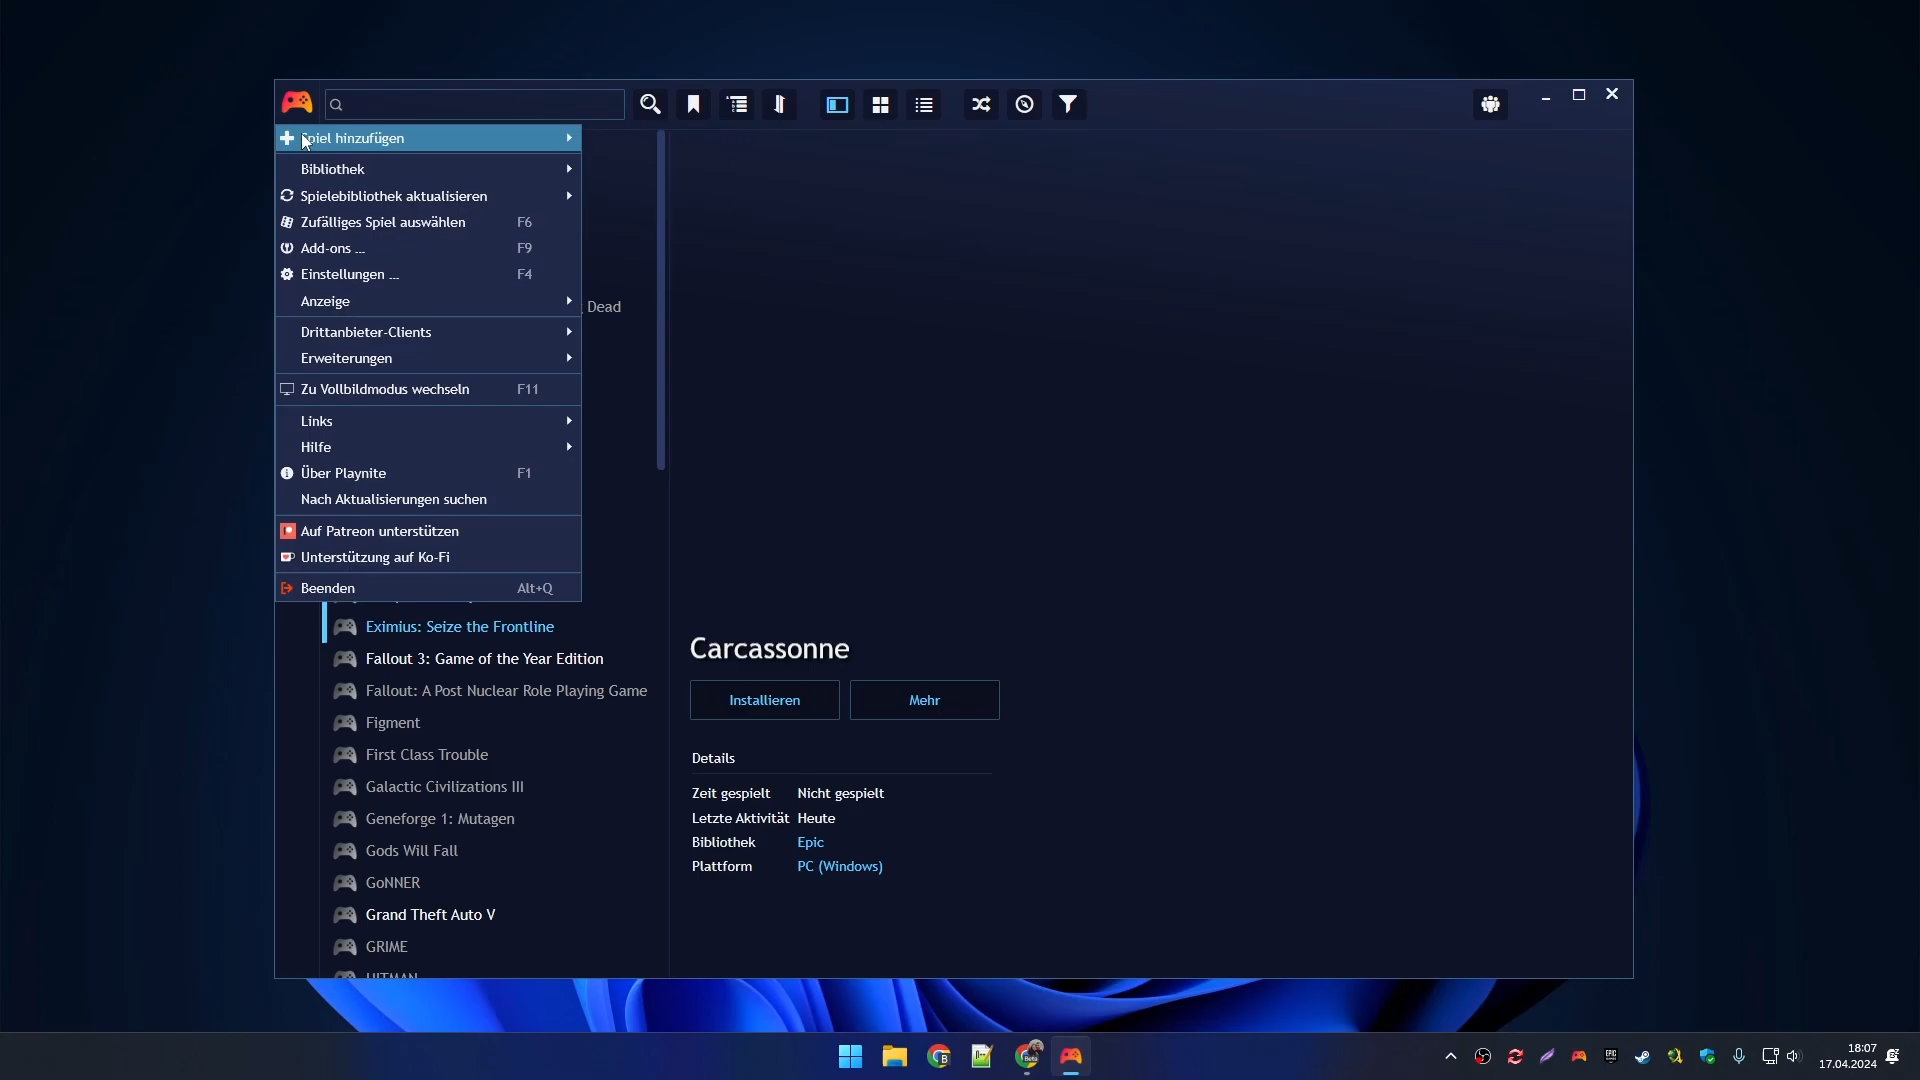 Spiel hinzufügen
Bibliothek
Spielebibliothek aktualisieren
Zufälliges Spiel auswählen F6
Add-ons ... F9
Einstellungen ... F4
Anzeige
Dead
Drittanbieter-Clients
Erweiterungen
Zu Vollbildmodus wechseln F11
Links
Hilfe
Über Playnite F1
Nach Aktualisierungen suchen
Auf Patreon unterstützen
Unterstützung auf Ko-Fi
Beenden Alt+Q
Eximius: Seize the Frontline
Fallout 3: Game of the Year Edition
Fallout: A Post Nuclear Role Playing Game
Figment
First Class Trouble
Galactic Civilizations III
Geneforge 1: Mutagen
Gods Will Fall
GoNNER
Grand Theft Auto V
GRIME
HITMAN
Carcassonne
Installieren Mehr
Details
Zeit gespielt Nicht gespielt
Letzte Aktivität Heute
Bibliothek Epic
Plattform PC (Windows)
Beta
EPIC
18:07
17.04.2024